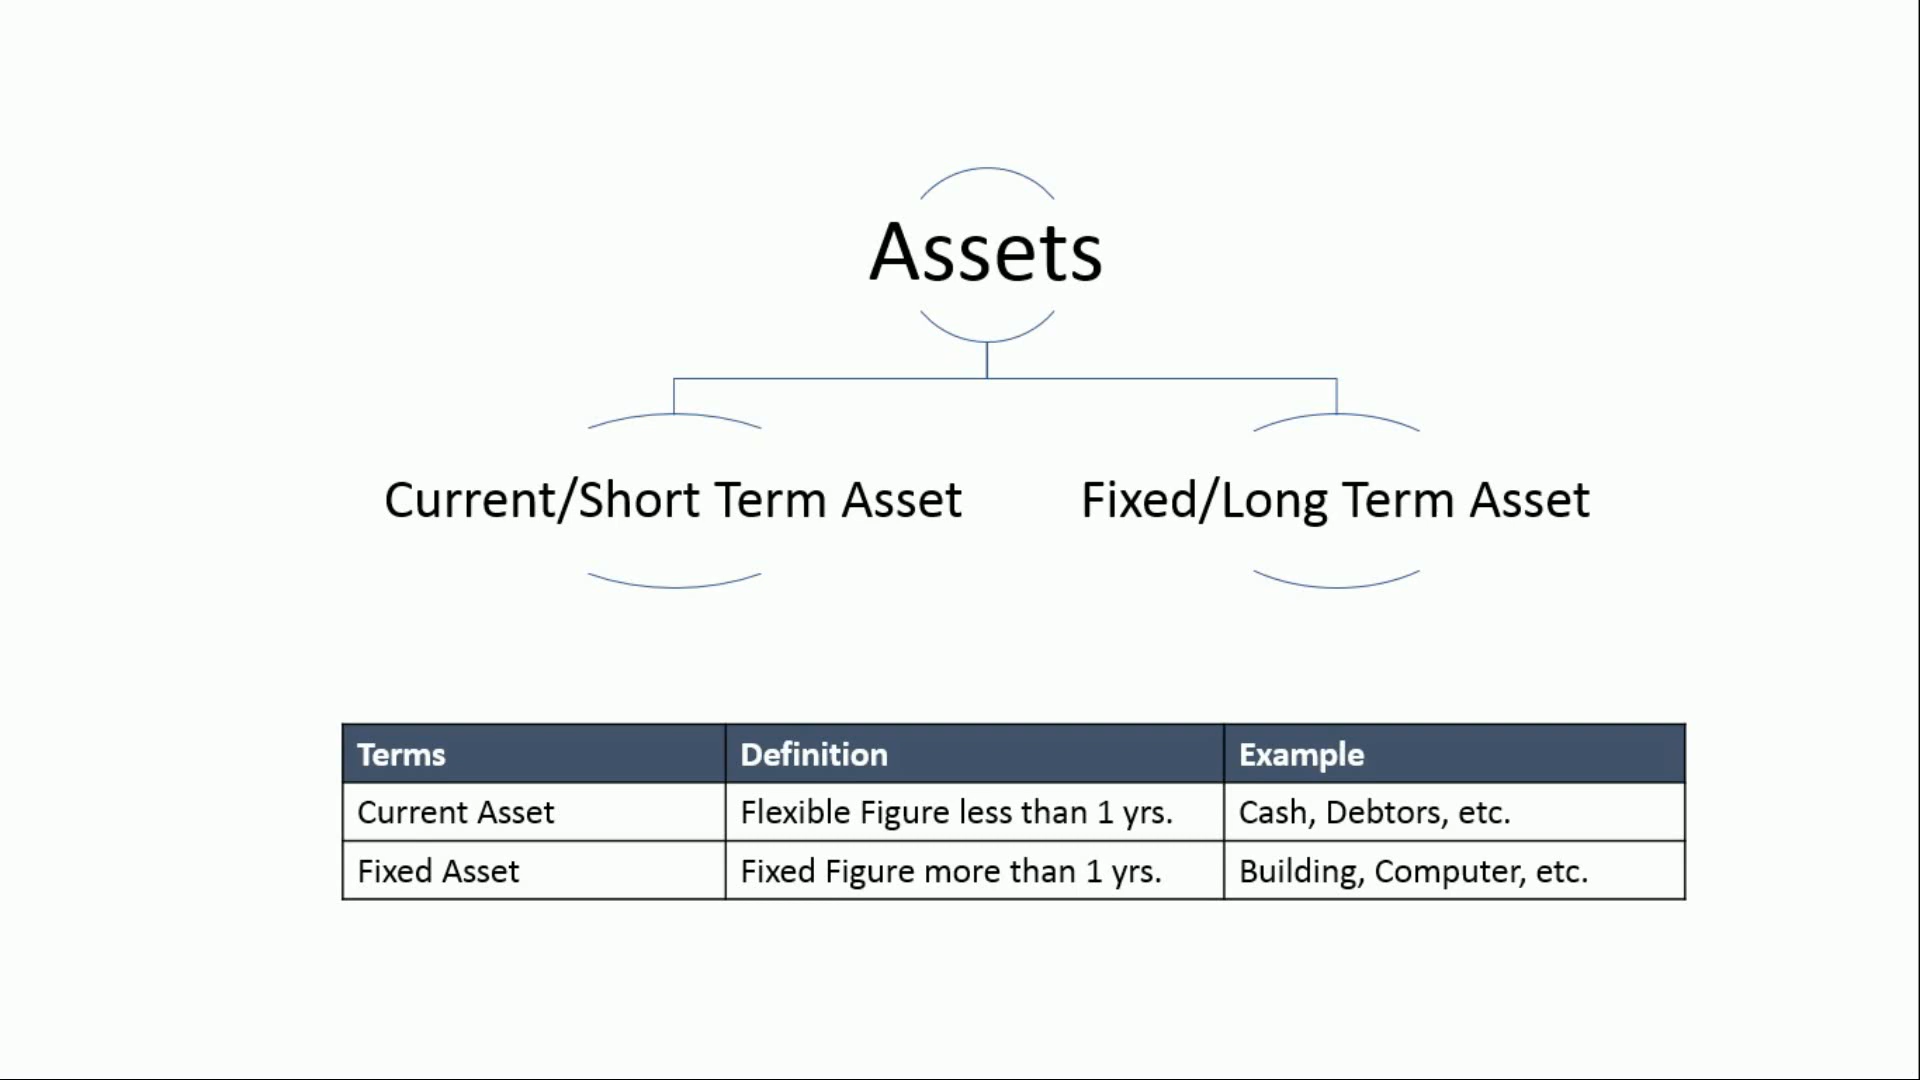 Assets
Current/Short Term Asset
Fixed/Long Term Asset
Terms Definition Example
Current Asset Flexible Figure less than 1 yrs. Cash, Debtors, etc.
Fixed Asset Fixed Figure more than 1 yrs. Building, Computer, etc.